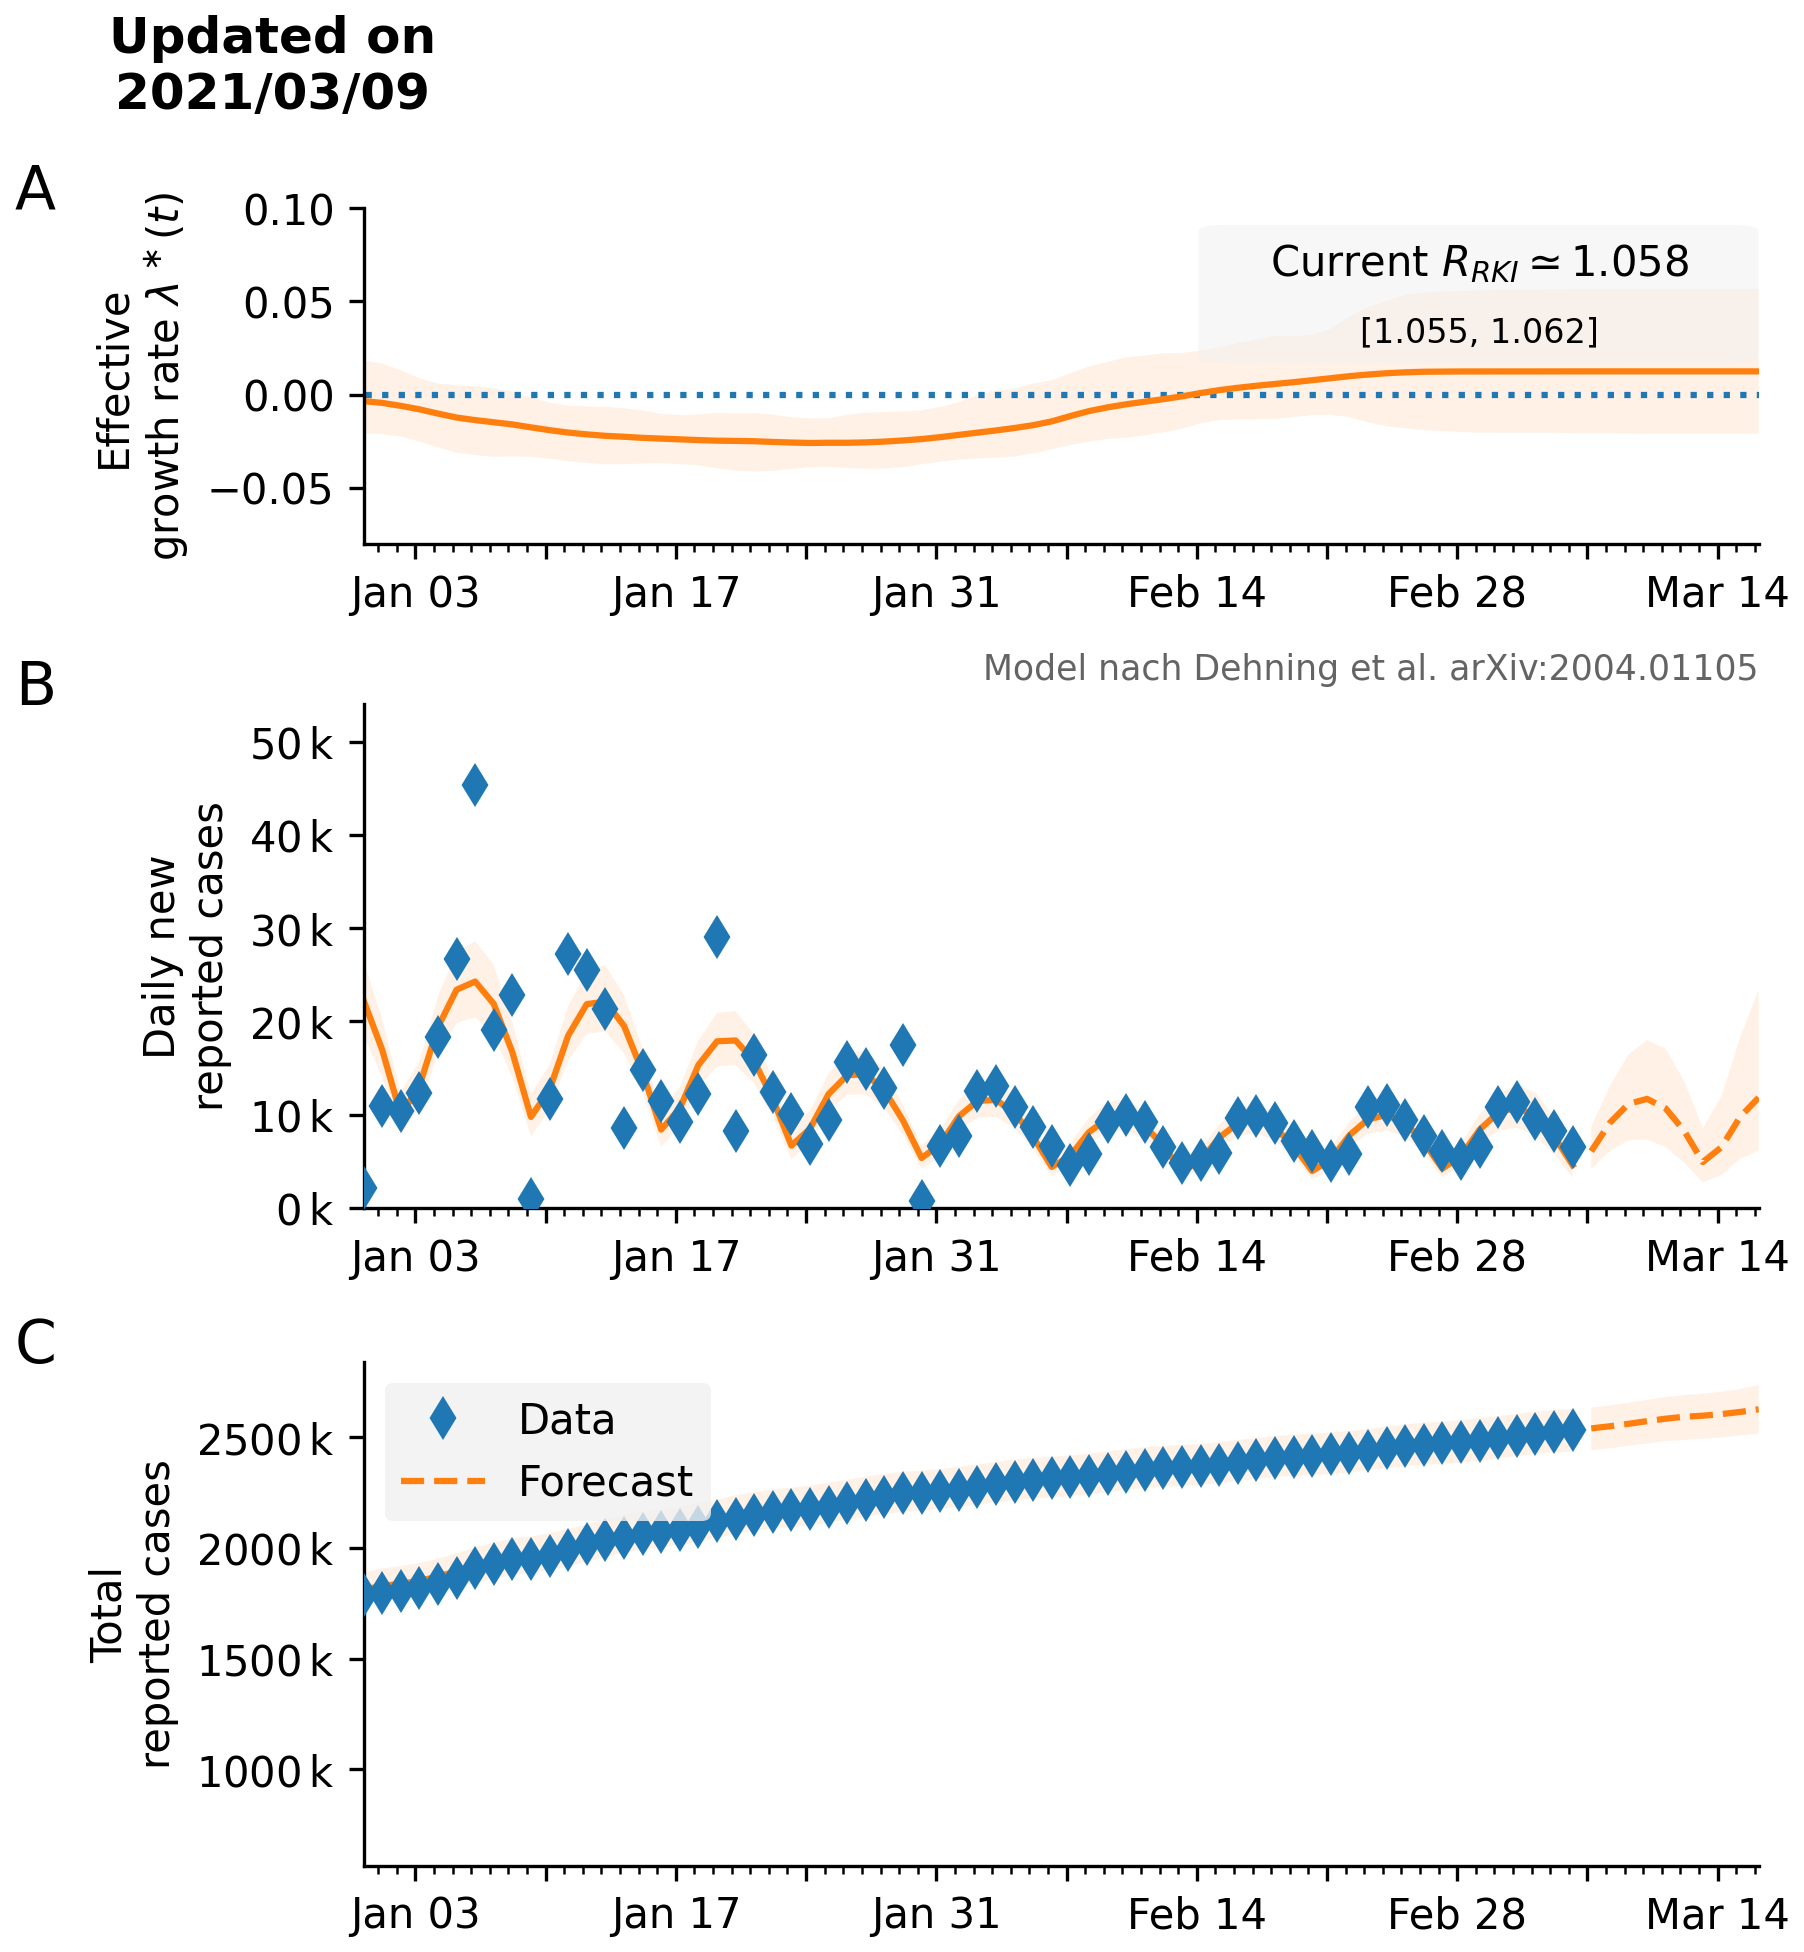 Updated on
2021/03/09
A
Effective
growth rate λ * (t)
0.10
0.05
0.00
−0.05
Current R_RKI ≃ 1.058
[1.055, 1.062]
Jan 03
Jan 17
Jan 31
Feb 14
Feb 28
Mar 14
Model nach Dehning et al. arXiv:2004.01105
B
Daily new
reported cases
50 k
40 k
30 k
20 k
10 k
0 k
Jan 03
Jan 17
Jan 31
Feb 14
Feb 28
Mar 14
C
Total
reported cases
2500 k
2000 k
1500 k
1000 k
Data
Forecast
Jan 03
Jan 17
Jan 31
Feb 14
Feb 28
Mar 14